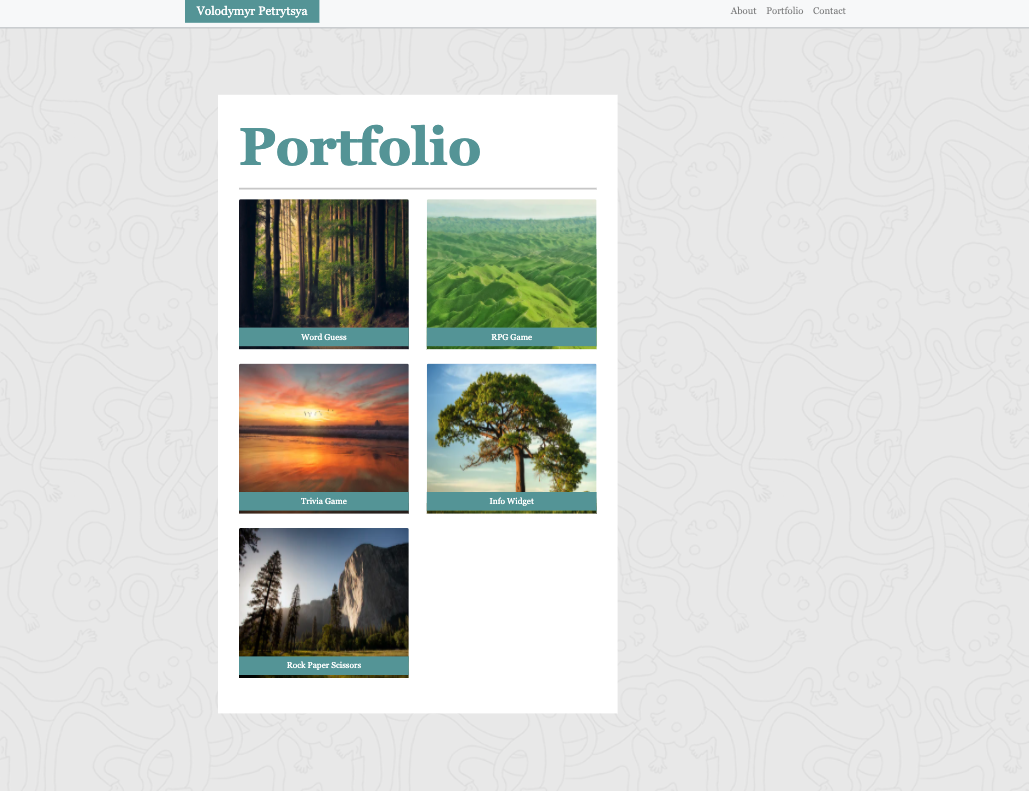 Volodymyr Petrytsya
About Portfolio Contact
Portfolio
Word Guess
RPG Game
Trivia Game
Info Widget
Rock Paper Scissors